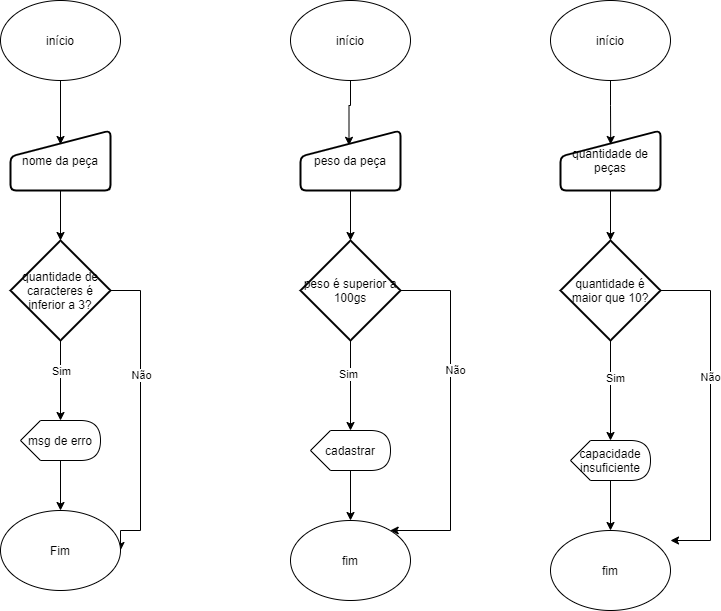 início
nome da peça
quantidade de
caracteres é
inferior a 3?
Sim
Não
msg de erro
Fim
início
peso da peça
peso é superior a
100gs
Sim
Não
cadastrar
fim
início
quantidade de
peças
quantidade é
maior que 10?
Sim
Não
capacidade
insuficiente
fim